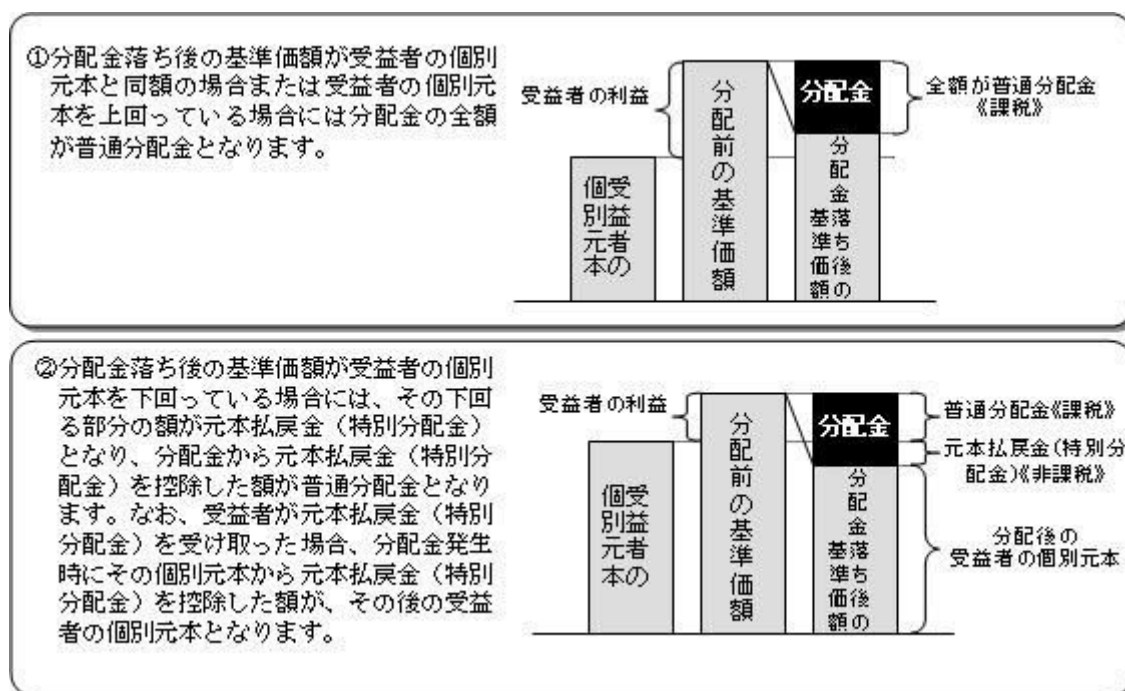 ①分配金落ち後の基準価額が受益者の個別
元本と同額の場合または受益者の個別元
本を上回っている場合には分配金の全額
が普通分配金となります。
受益者の利益
受益者の
個別元本
分配前の基準価額
分配金
分配金落ち後の
基準価額
全額が普通分配金
《課税》
②分配金落ち後の基準価額が受益者の個別
元本を下回っている場合には、その下回
る部分の額が元本払戻金（特別分配金）
となり、分配金から元本払戻金（特別分
配金）を控除した額が普通分配金となり
ます。なお、受益者が元本払戻金（特別
分配金）を受け取った場合、分配金発生
時にその個別元本から元本払戻金（特別
分配金）を控除した額が、その後の受益
者の個別元本となります。
受益者の利益
受益者の
個別元本
分配前の基準価額
分配金
分配金落ち後の
基準価額
普通分配金《課税》
元本払戻金(特別分
配金)《非課税》
分配後の
受益者の個別元本